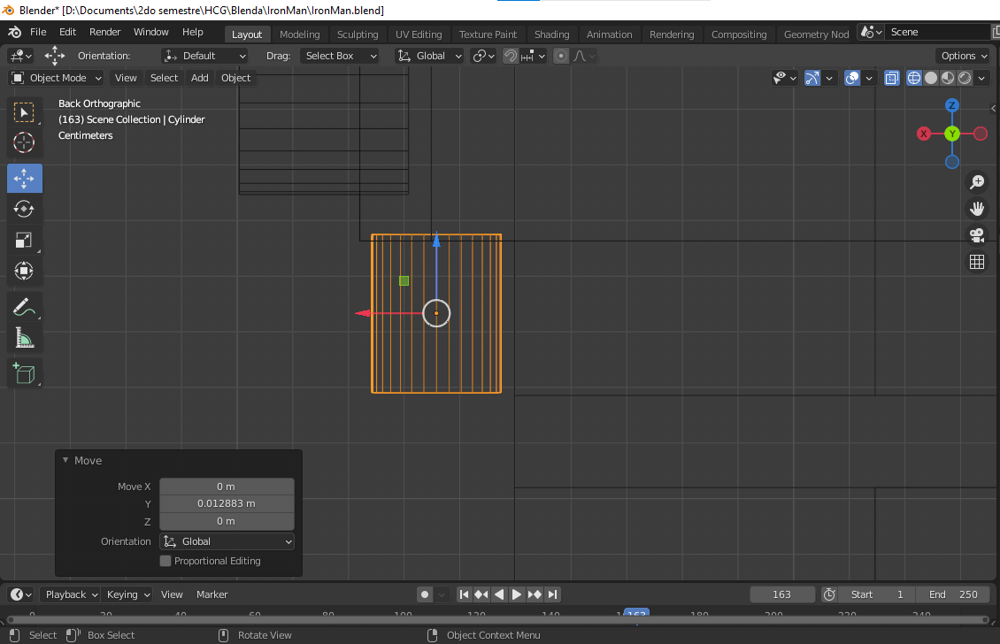 Blender* [D:\Documents\2do semestre\HCG\Blenda\IronMan\IronMan.blend]
File Edit Render Window Help Layout Modeling Sculpting UV Editing Texture Paint Shading Animation Rendering Compositing Geometry Nod Scene
Orientation: Default Drag: Select Box Global Options
Object Mode View Select Add Object
Back Orthographic
(163) Scene Collection | Cylinder
Centimeters
Z
X Y
Move
Move X 0 m
Y 0.012883 m
Z 0 m
Orientation Global
Proportional Editing
Playback Keying View Marker 163 Start 1 End 250
0 20 40 60 80 100 120 140 163 180 200 220 240
Select Box Select Rotate View Object Context Menu